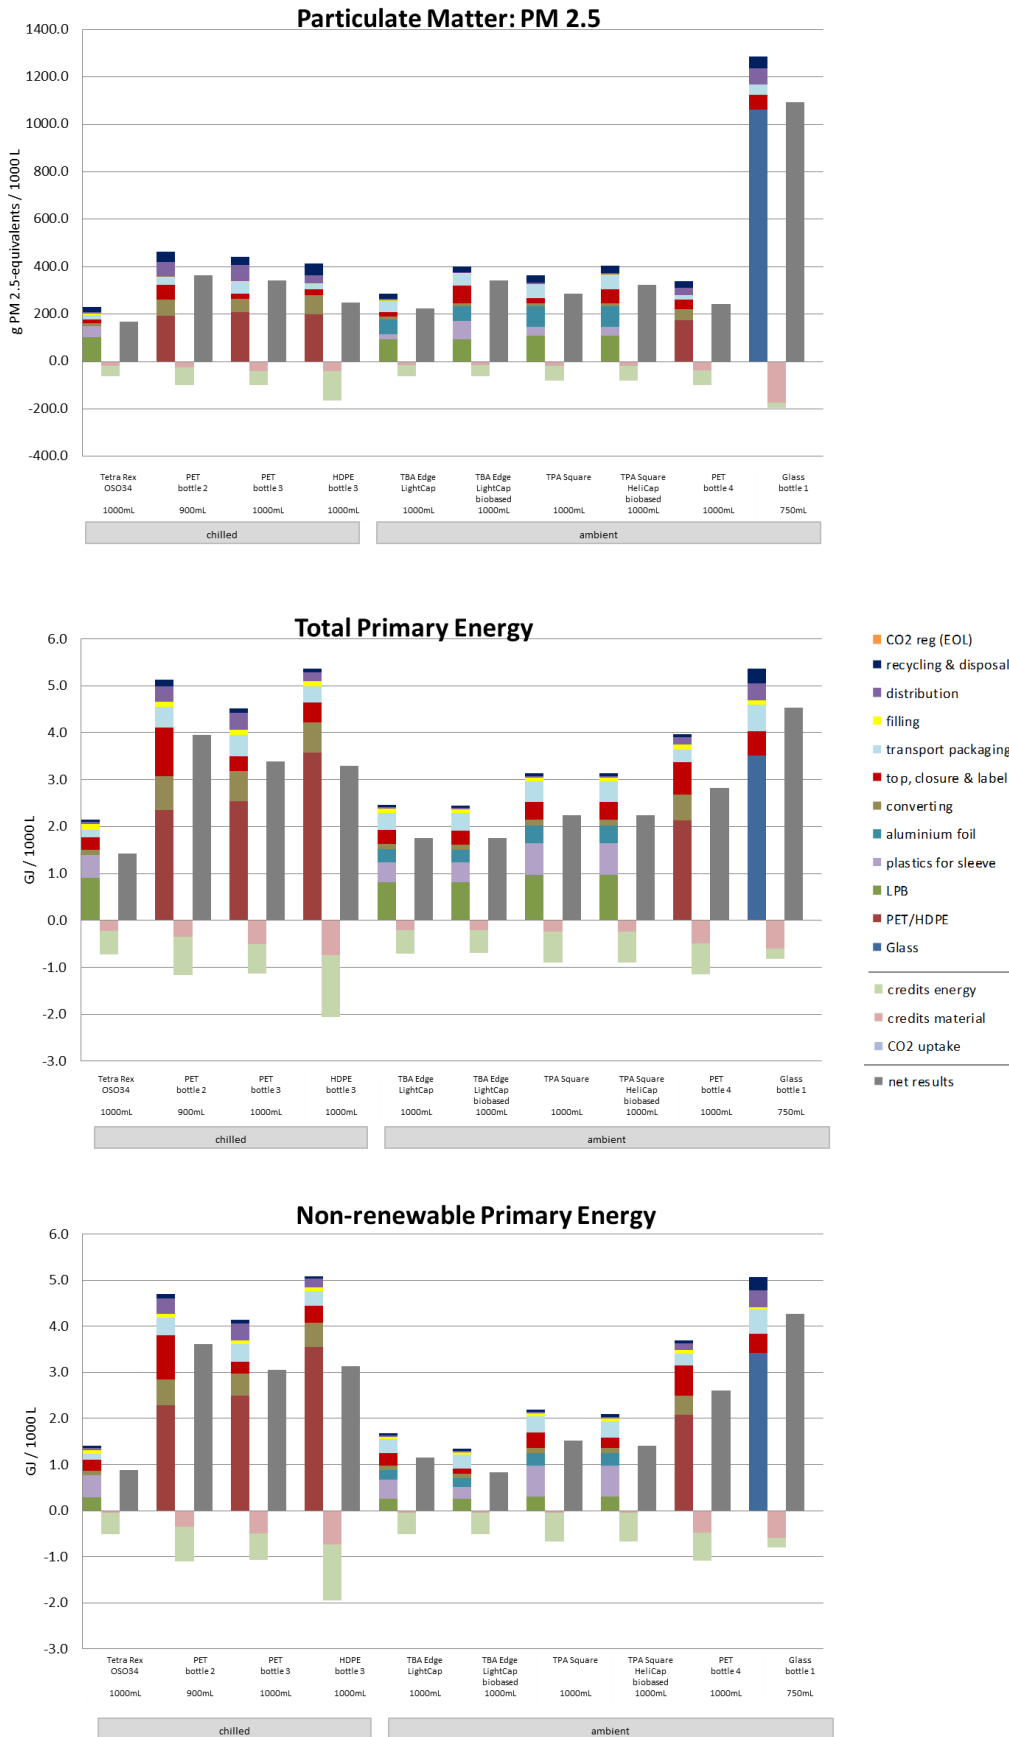 Particulate Matter: PM 2.5
1400.0
1200.0
1000.0
800.0
600.0
400.0
200.0
0.0
-200.0
-400.0
g PM 2.5-equivalents / 1000 L
Tetra Rex OSO34 1000mL
PET bottle 2 900mL
PET bottle 3 1000mL
HDPE bottle 3 1000mL
TBA Edge LightCap 1000mL
TBA Edge LightCap biobased 1000mL
TPA Square 1000mL
TPA Square HeliCap biobased 1000mL
PET bottle 4 1000mL
Glass bottle 1 750mL
chilled
ambient
Total Primary Energy
6.0
5.0
4.0
3.0
2.0
1.0
0.0
-1.0
-2.0
-3.0
GJ / 1000 L
Tetra Rex OSO34 1000mL
PET bottle 2 900mL
PET bottle 3 1000mL
HDPE bottle 3 1000mL
TBA Edge LightCap 1000mL
TBA Edge LightCap biobased 1000mL
TPA Square 1000mL
TPA Square HeliCap biobased 1000mL
PET bottle 4 1000mL
Glass bottle 1 750mL
chilled
ambient
CO2 reg (EOL)
recycling & disposal
distribution
filling
transport packaging
top, closure & label
converting
aluminium foil
plastics for sleeve
LPB
PET/HDPE
Glass
credits energy
credits material
CO2 uptake
net results
Non-renewable Primary Energy
6.0
5.0
4.0
3.0
2.0
1.0
0.0
-1.0
-2.0
-3.0
GJ / 1000 L
Tetra Rex OSO34 1000mL
PET bottle 2 900mL
PET bottle 3 1000mL
HDPE bottle 3 1000mL
TBA Edge LightCap 1000mL
TBA Edge LightCap biobased 1000mL
TPA Square 1000mL
TPA Square HeliCap biobased 1000mL
PET bottle 4 1000mL
Glass bottle 1 750mL
chilled
ambient